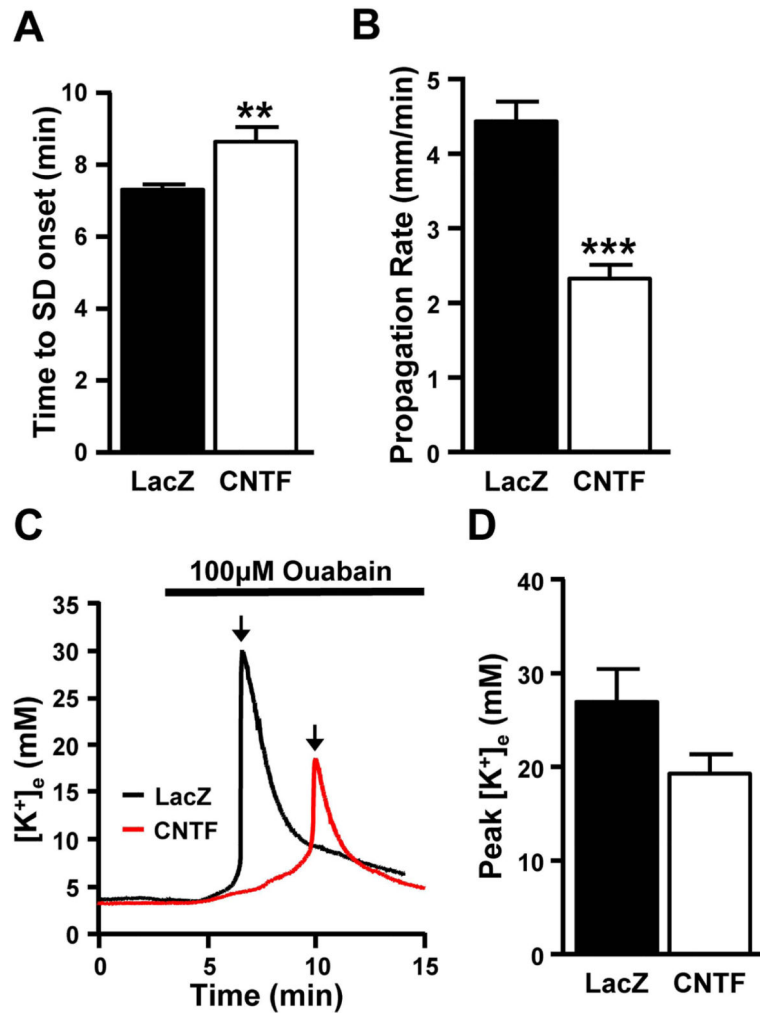 A
Time to SD onset (min)
10
8
6
4
2
0
**
LacZ CNTF
B
Propagation Rate (mm/min)
5
4
3
2
1
0
***
LacZ CNTF
C
100µM Ouabain
[K⁺]e (mM)
35
30
25
20
15
10
5
0
LacZ
CNTF
0 5 10 15
Time (min)
D
Peak [K⁺]e (mM)
40
30
20
10
0
LacZ CNTF